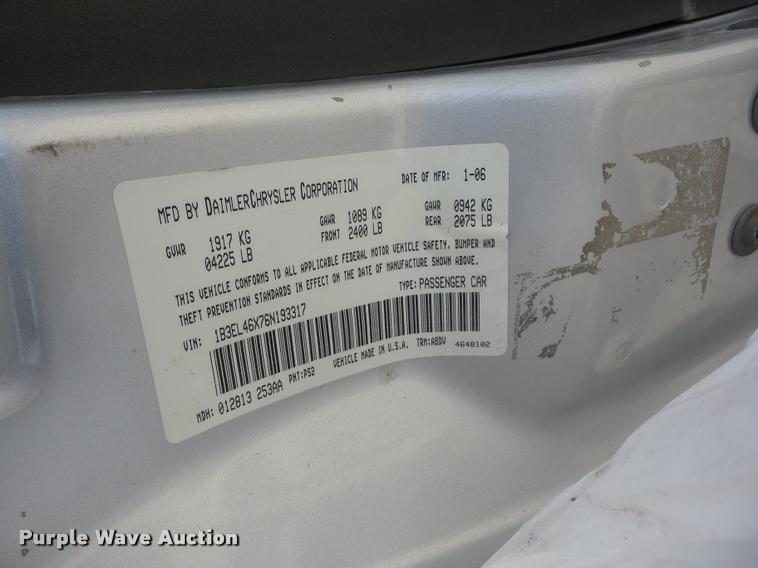 MFD BY DAIMLERCHRYSLER CORPORATION DATE OF MFR: 1-06
GVWR 1917 KG 04225 LB GAWR FRONT 1089 KG 2400 LB GAWR REAR 0942 KG 2075 LB
THIS VEHICLE CONFORMS TO ALL APPLICABLE FEDERAL MOTOR VEHICLE SAFETY, BUMPER AND
THEFT PREVENTION STANDARDS IN EFFECT ON THE DATE OF MANUFACTURE SHOWN ABOVE.
VIN: 1B3EL46X76N193317 TYPE: PASSENGER CAR
MDH: 012813 253AA PNT:PS2 VEHICLE MADE IN U.S.A. TRM:A8DV 4648102
Purple Wave Auction